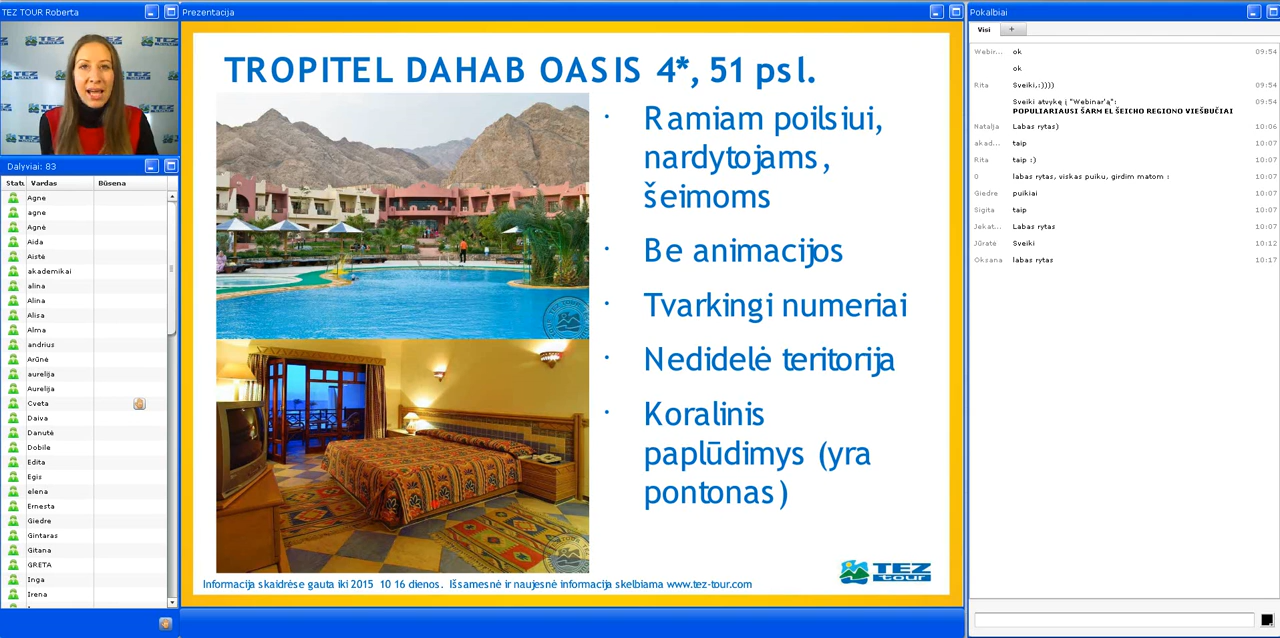 TEZ TOUR Roberta
Dalyviai: 83
Vardas
Būsena
Agne
agne
Agnė
Aida
Aistė
akademikai
alina
Alina
Alisa
Alma
andrius
Arūnė
aurelija
Aurelija
Cveta
Daiva
Danutė
Dobile
Edita
Egis
elena
Ernesta
Giedre
Gintaras
Gitana
GRETA
Inga
Irena
Prezentacija
TROPITEL DAHAB OASIS 4*, 51 psl.
· Ramiam poilsiui,
nardytojams,
šeimoms
· Be animacijos
· Tvarkingi numeriai
· Nedidelė teritorija
· Koralinis
paplūdimys (yra
pontonas)
TEZ
tour
Informacija skaidrėse gauta iki 2015 10 16 dienos. Išsamesnė ir naujesnė informacija skelbiama www.tez-tour.com
Pokalbiai
Visi +
Webir... ok 09:54
ok
Rita Sveiki,:)))) 09:54
Sveiki atvykę į "Webinar'ą": 09:54
POPULIARIAUSI ŠARM EL ŠEICHO REGIONO VIEŠBUČIAI
Natalja Labas rytas) 10:06
akad... taip 10:07
Rita taip :) 10:07
0 labas rytas, viskas puiku, girdim matom : 10:07
Giedre puikiai 10:07
Sigita taip 10:07
Jekat... Labas rytas 10:07
Jūratė Sveiki 10:12
Oksana labas rytas 10:17